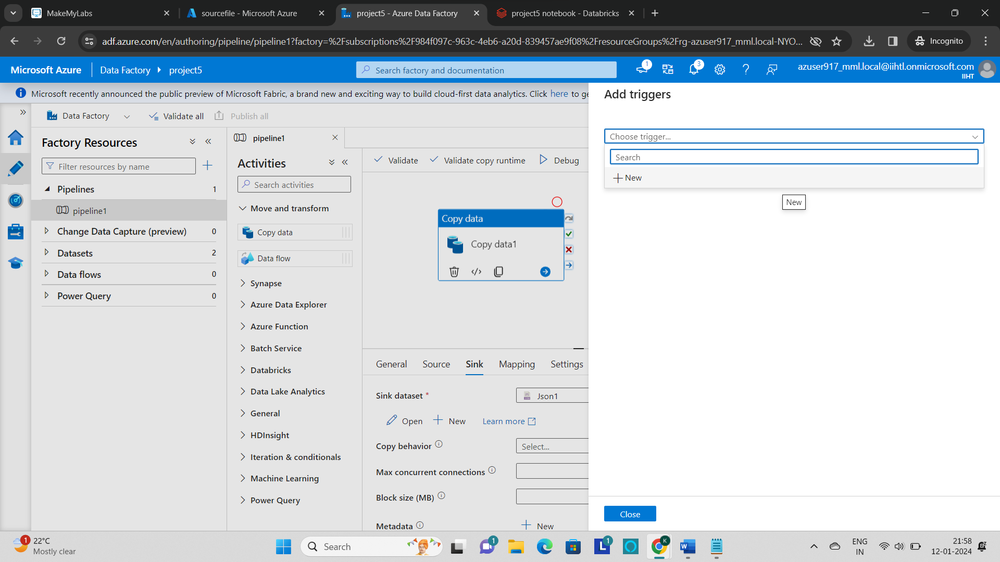 MakeMyLabs
sourcefile - Microsoft Azure
project5 - Azure Data Factory
project5 notebook - Databricks
adf.azure.com/en/authoring/pipeline/pipeline1?factory=%2Fsubscriptions%2F984f097c-963c-4eb6-a20d-839457ae9f08%2FresourceGroups%2Frg-azuser917_mml.local-NYO...
Incognito
Microsoft Azure
Data Factory
project5
Search factory and documentation
1
3
azuser917_mml.local@iihtl.onmicrosoft.com
IIHT
Microsoft recently announced the public preview of Microsoft Fabric, a brand new and exciting way to build cloud-first data analytics. Click here to ge
Data Factory
Validate all
Publish all
Factory Resources
Filter resources by name
Pipelines 1
pipeline1
Change Data Capture (preview) 0
Datasets 2
Data flows 0
Power Query 0
pipeline1
Activities
Search activities
Move and transform
Copy data
Data flow
Synapse
Azure Data Explorer
Azure Function
Batch Service
Databricks
Data Lake Analytics
General
HDInsight
Iteration & conditionals
Machine Learning
Power Query
Validate
Validate copy runtime
Debug
Copy data
Copy data1
General
Source
Sink
Mapping
Settings
Sink dataset *
Json1
Open
New
Learn more
Copy behavior
Select...
Max concurrent connections
Block size (MB)
Metadata
New
Add triggers
Choose trigger...
Search
New
New
Close
1
22°C
Mostly clear
Search
1
L
1
K
W
ENG
IN
21:58
12-01-2024